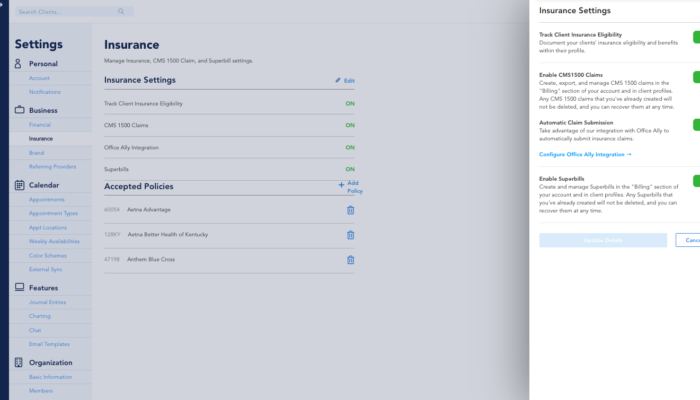 Search Clients...
Settings
Personal
Account
Notifications
Business
Financial
Insurance
Brand
Referring Providers
Calendar
Appointments
Appointment Types
Appt Locations
Weekly Availabilities
Color Schemes
External Sync
Features
Journal Entries
Charting
Chat
Email Templates
Organization
Basic Information
Members
Insurance
Manage Insurance, CMS 1500 Claim, and Superbill settings.
Insurance Settings
Edit
Track Client Insurance Eligibility ON
CMS 1500 Claims ON
Office Ally Integration ON
Superbills ON
Accepted Policies
+ Add
Policy
Aetna Advantage
Aetna Better Health of Kentucky
Anthem Blue Cross
Insurance Settings
Track Client Insurance Eligibility
Document your clients' insurance eligibility and benefits
within their profile.
Enable CMS1500 Claims
Create, export, and manage CMS 1500 claims in the
"Billing" section of your account and in client profiles.
Any CMS 1500 claims that you've already created will
not be deleted, and you can recover them at any time.
Automatic Claim Submission
Take advantage of our integration with Office Ally to
automatically submit insurance claims.
Configure Office Ally Integration →
Enable Superbills
Create and manage Superbills in the "Billing" section of
your account and in client profiles. Any Superbills that
you've already created will not be deleted, and you can
recover them at any time.
Update Details
Cance